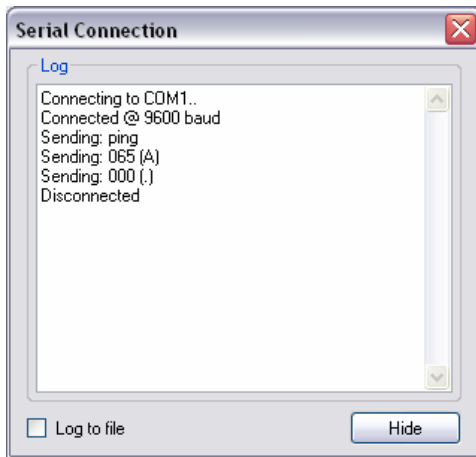 Serial Connection
Log
Connecting to COM1..
Connected @ 9600 baud
Sending: ping
Sending: 065 (A)
Sending: 000 (.)
Disconnected
Log to file
Hide